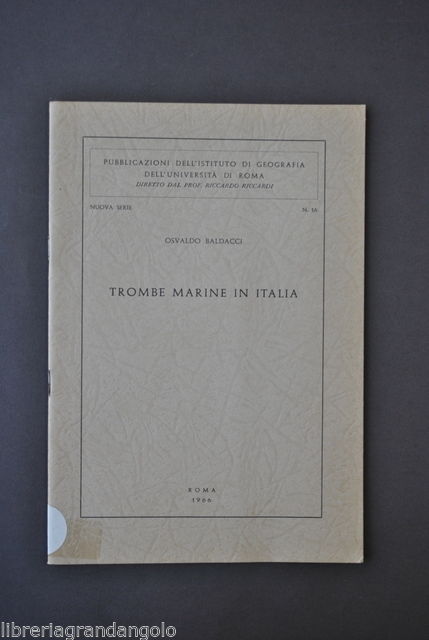 PUBBLICAZIONI DELL'ISTITUTO DI GEOGRAFIA
DELL'UNIVERSITÀ DI ROMA
DIRETTO DAL PROF. RICCARDO RICCARDI
NUOVA SERIE N.
OSVALDO BALDACCI
TROMBE MARINE IN ITALIA
ROMA
1966
libreriagrandangolo